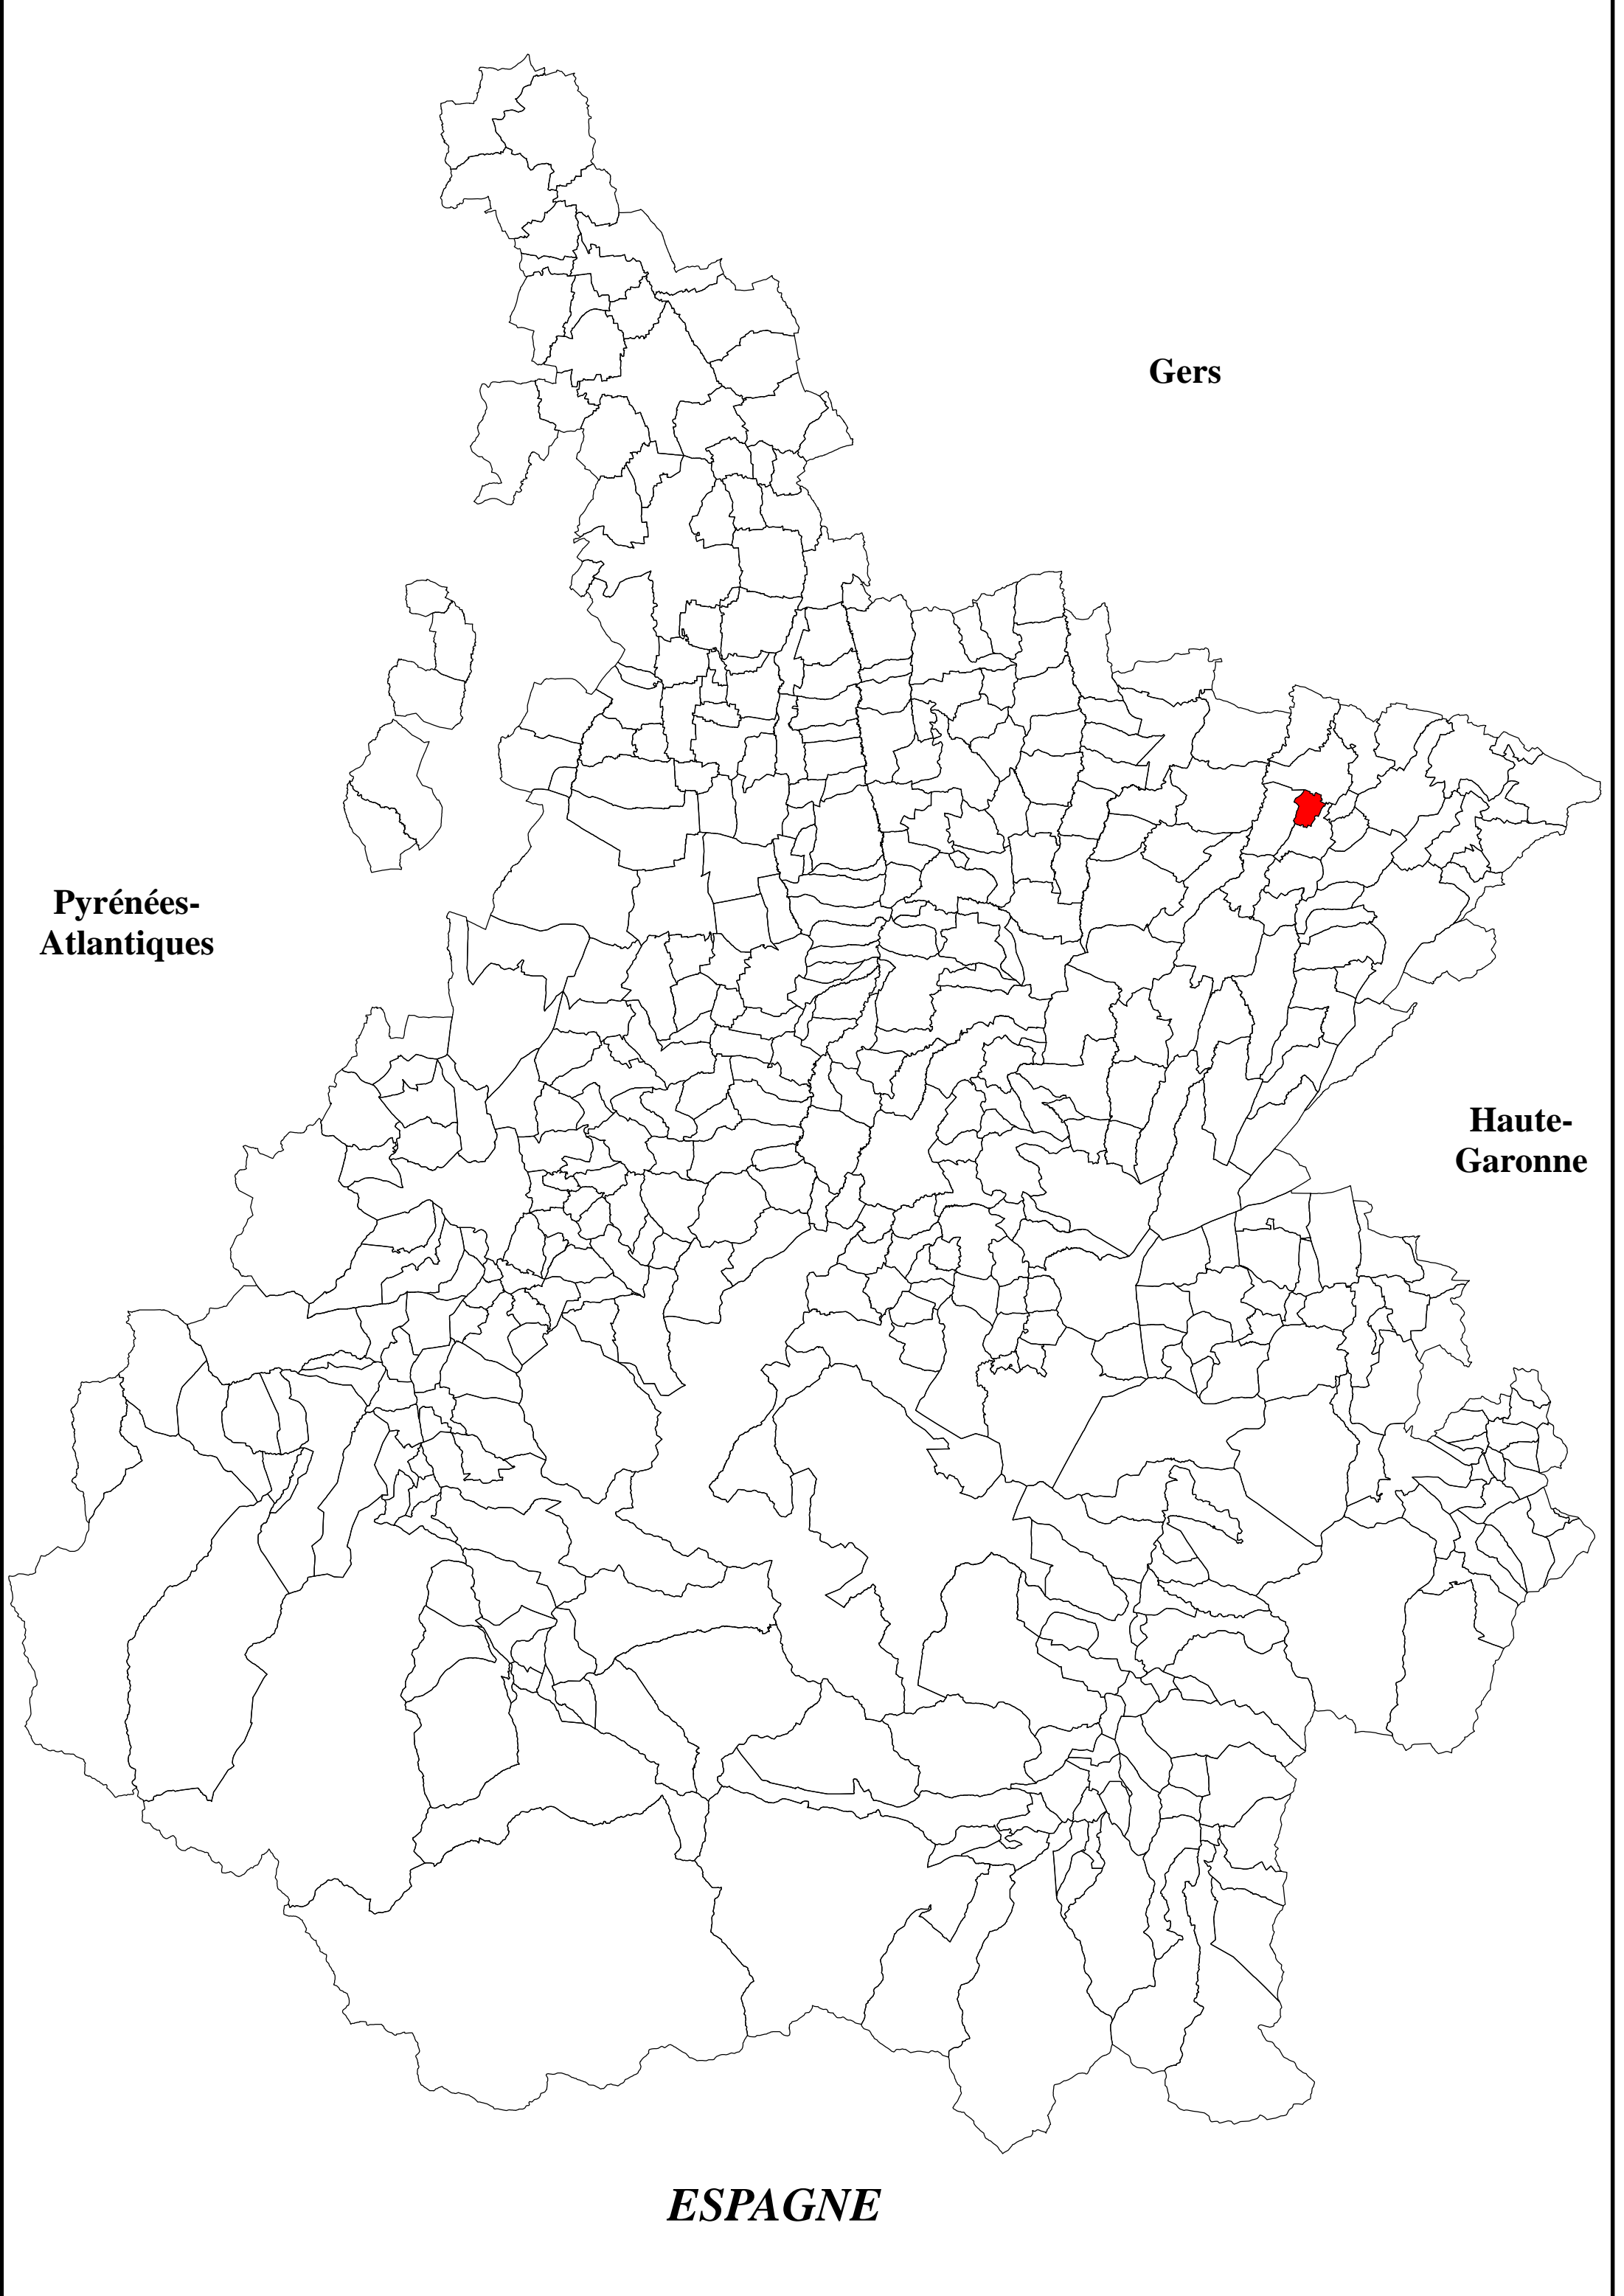 Gers
Pyrénées-
Atlantiques
Haute-
Garonne
ESPAGNE